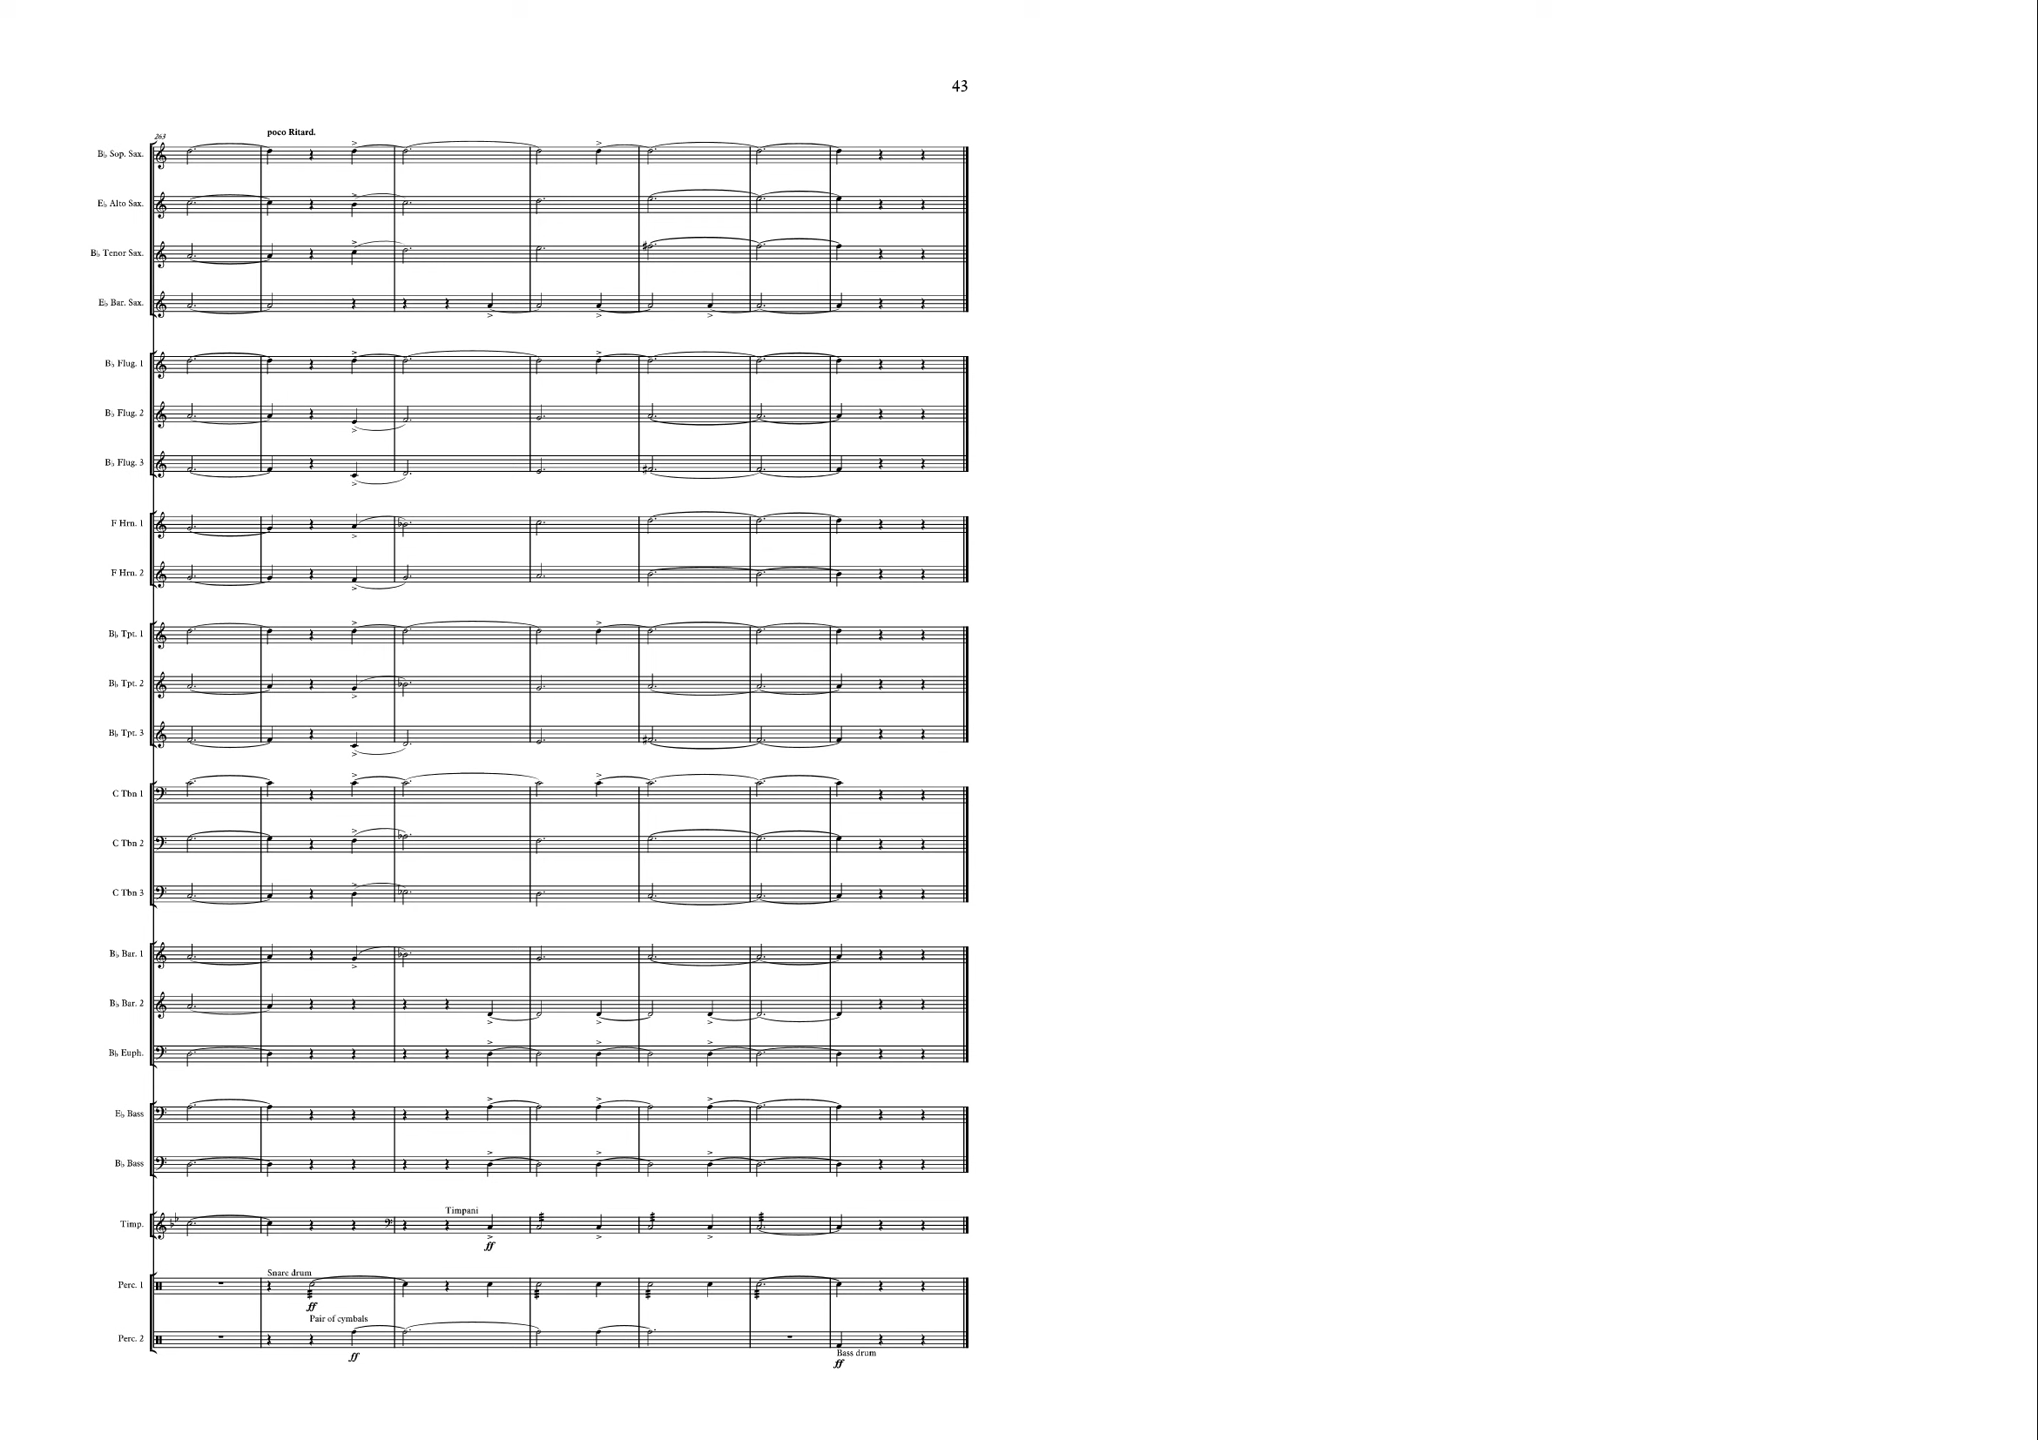 43
263
poco Ritard.
B♭ Sop. Sax.
E♭ Alto Sax.
B♭ Tenor Sax.
E♭ Bar. Sax.
B♭ Flug. 1
B♭ Flug. 2
B♭ Flug. 3
F Hrn. 1
F Hrn. 2
B♭ Tpt. 1
B♭ Tpt. 2
B♭ Tpt. 3
C Tbn 1
C Tbn 2
C Tbn 3
B♭ Bar. 1
B♭ Bar. 2
B♭ Euph.
E♭ Bass
B♭ Bass
Timpani
Timp.
ff
Snare drum
Perc. 1
ff
Pair of cymbals
Perc. 2
ff
Bass drum
ff